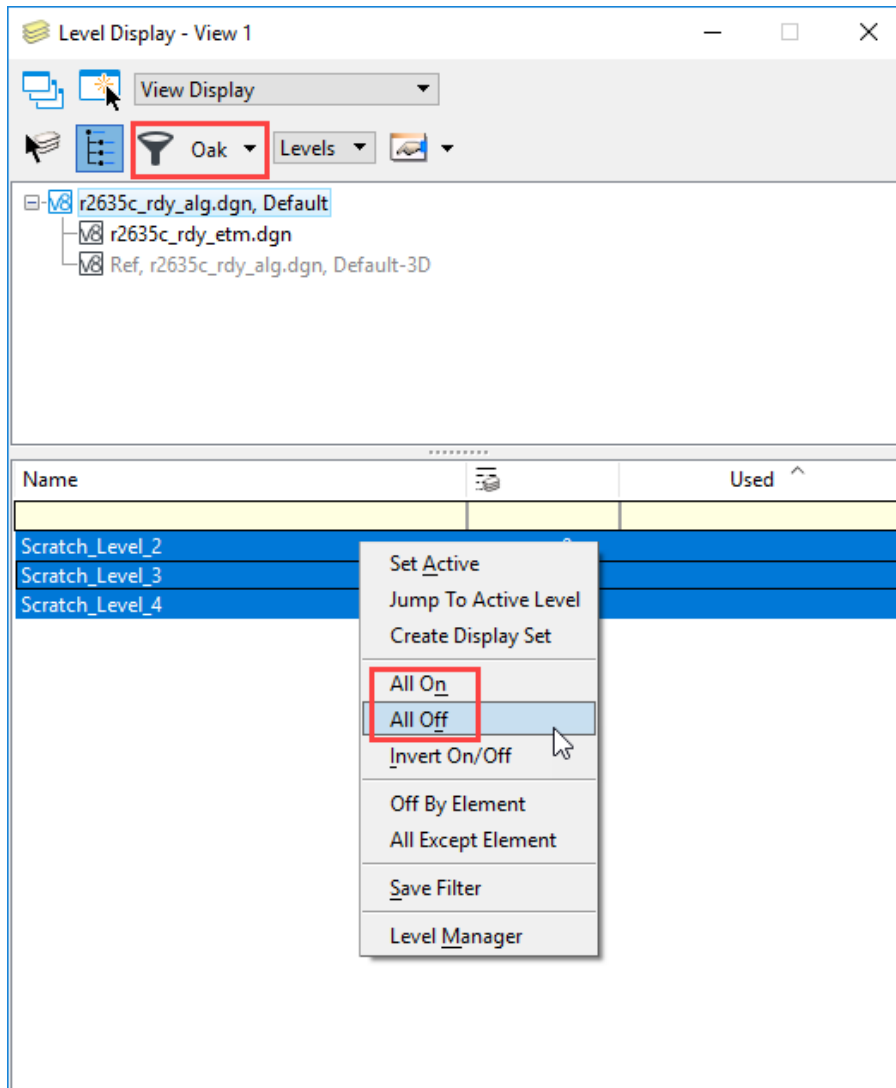 Level Display - View 1
View Display
Oak Levels
r2635c_rdy_alg.dgn, Default
r2635c_rdy_etm.dgn
Ref, r2635c_rdy_alg.dgn, Default-3D
Name Used
Scratch_Level_2
Scratch_Level_3
Scratch_Level_4
Set Active
Jump To Active Level
Create Display Set
All On
All Off
Invert On/Off
Off By Element
All Except Element
Save Filter
Level Manager